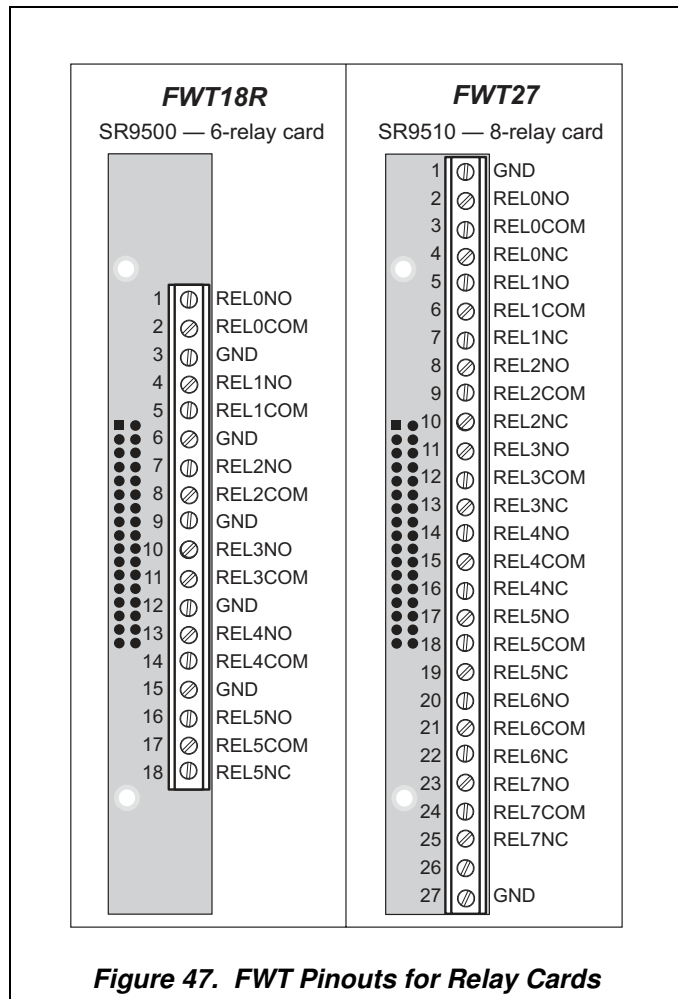 FWT18R
SR9500 — 6-relay card
1 REL0NO
2 REL0COM
3 GND
4 REL1NO
5 REL1COM
6 GND
7 REL2NO
8 REL2COM
9 GND
10 REL3NO
11 REL3COM
12 GND
13 REL4NO
14 REL4COM
15 GND
16 REL5NO
17 REL5COM
18 REL5NC
FWT27
SR9510 — 8-relay card
1 GND
2 REL0NO
3 REL0COM
4 REL0NC
5 REL1NO
6 REL1COM
7 REL1NC
8 REL2NO
9 REL2COM
10 REL2NC
11 REL3NO
12 REL3COM
13 REL3NC
14 REL4NO
15 REL4COM
16 REL4NC
17 REL5NO
18 REL5COM
19 REL5NC
20 REL6NO
21 REL6COM
22 REL6NC
23 REL7NO
24 REL7COM
25 REL7NC
26
27 GND
Figure 47. FWT Pinouts for Relay Cards